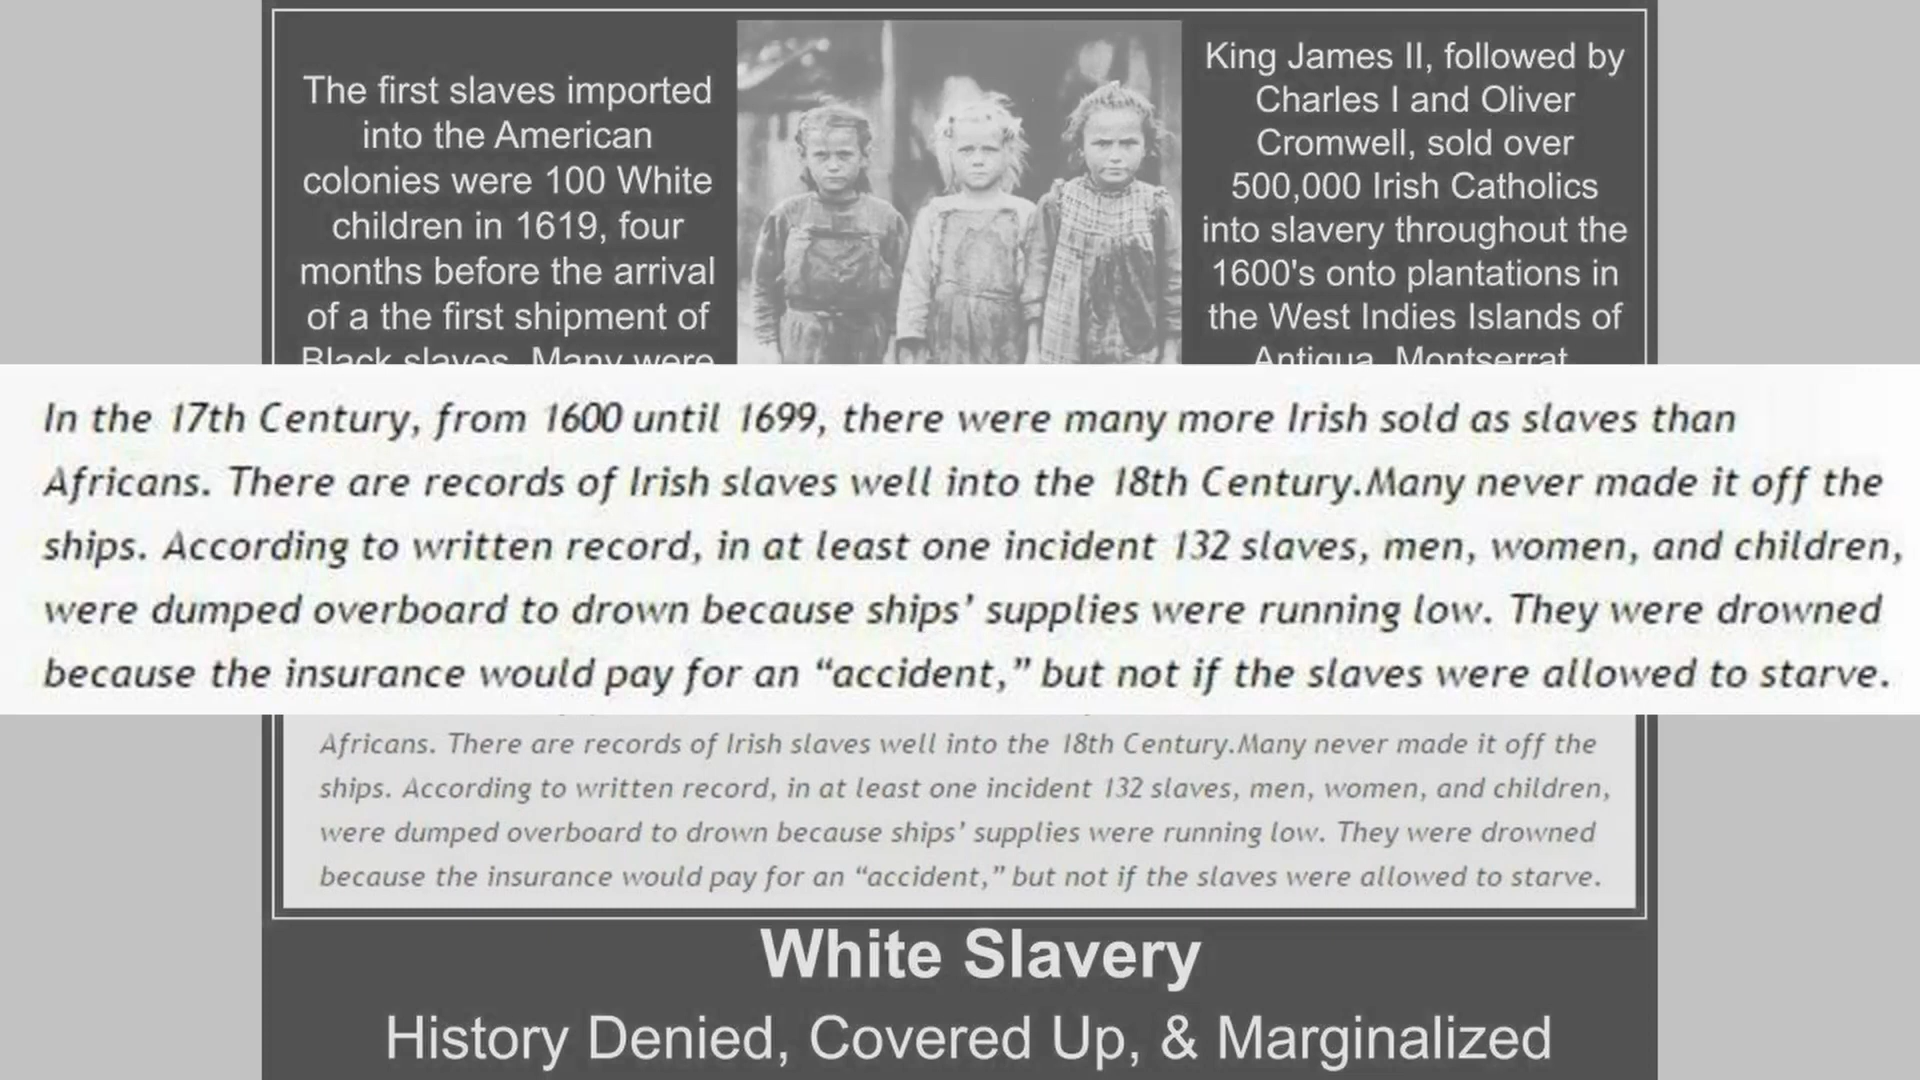 The first slaves imported
into the American
colonies were 100 White
children in 1619, four
months before the arrival
of a the first shipment of
Black slaves. Many were
King James II, followed by
Charles I and Oliver
Cromwell, sold over
500,000 Irish Catholics
into slavery throughout the
1600's onto plantations in
the West Indies Islands of
Antigua, Montserrat
In the 17th Century, from 1600 until 1699, there were many more Irish sold as slaves than
Africans. There are records of Irish slaves well into the 18th Century.Many never made it off the
ships. According to written record, in at least one incident 132 slaves, men, women, and children,
were dumped overboard to drown because ships’ supplies were running low. They were drowned
because the insurance would pay for an “accident,” but not if the slaves were allowed to starve.
Africans. There are records of Irish slaves well into the 18th Century.Many never made it off the
ships. According to written record, in at least one incident 132 slaves, men, women, and children,
were dumped overboard to drown because ships’ supplies were running low. They were drowned
because the insurance would pay for an “accident,” but not if the slaves were allowed to starve.
White Slavery
History Denied, Covered Up, & Marginalized